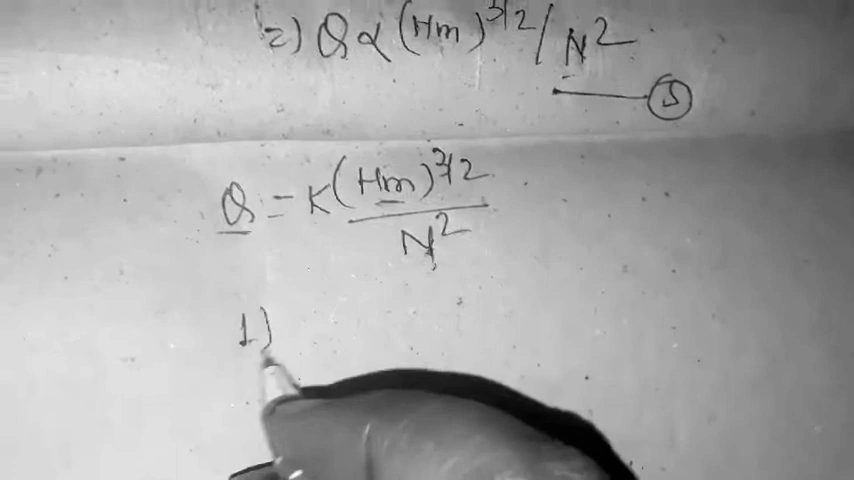 2) Q ∝ (Hm)^3/2 / N^2
5
Q = K (Hm)^3/2 / N^2
1)